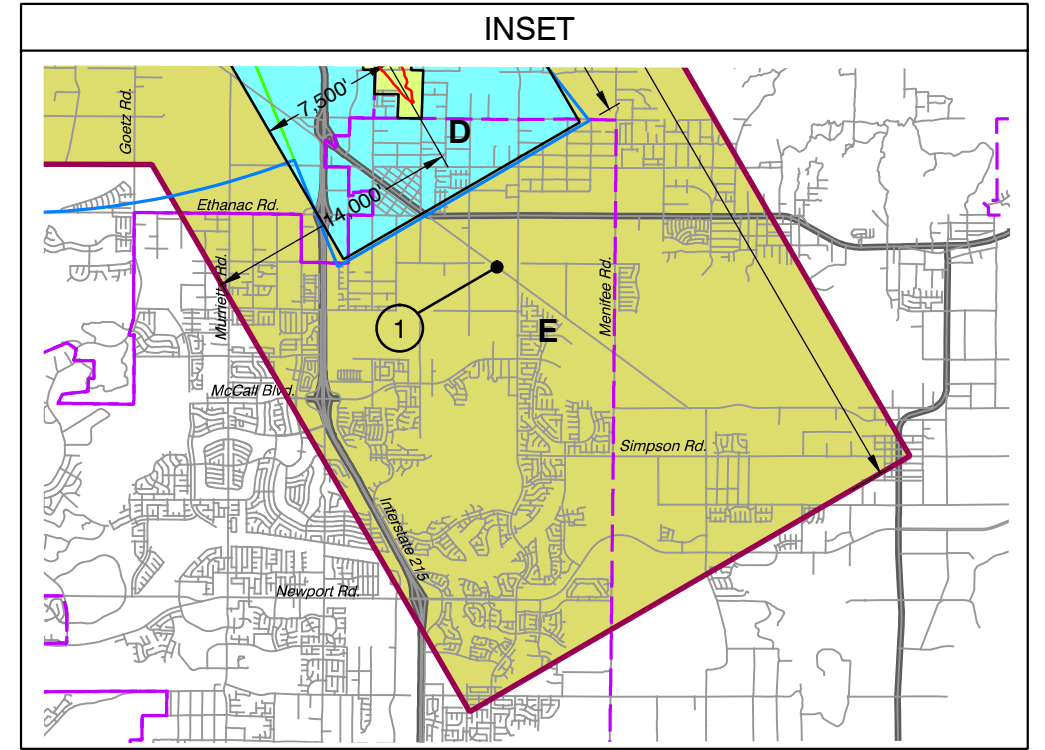 INSET
Goetz Rd.
7,500'
D
14,000'
Ethanac Rd.
Murrieta Rd.
Menifee Rd.
1
E
McCall Blvd.
Simpson Rd.
Interstate 215
Newport Rd.